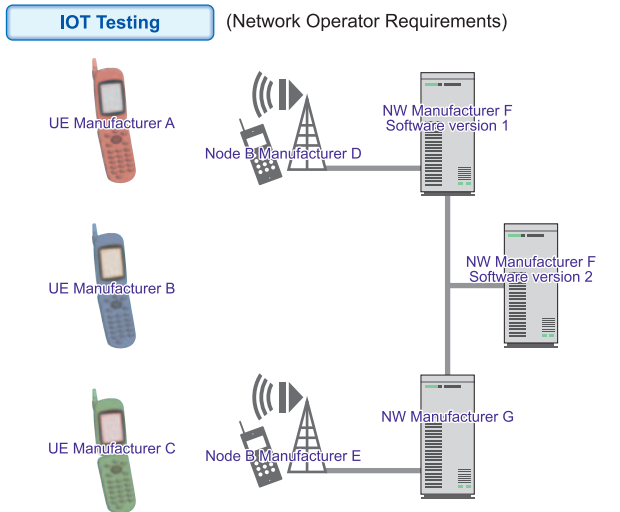 IOT Testing
(Network Operator Requirements)
UE Manufacturer A
Node B Manufacturer D
NW Manufacturer F
Software version 1
UE Manufacturer B
NW Manufacturer F
Software version 2
UE Manufacturer C
Node B Manufacturer E
NW Manufacturer G